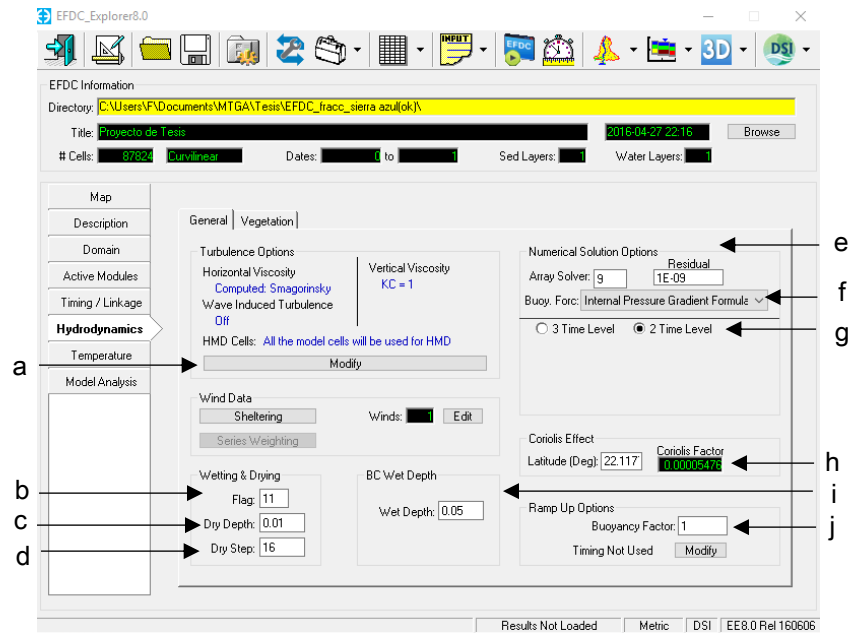 EFDC_Explorer8.0
INPUT
EFDC
3D
DSI
EFDC Information
Directory: C:\Users\F\Documents\MTGA\Tesis\EFDC_fracc_sierra azul(ok)\
Title: Proyecto de Tesis 2016-04-27 22:16 Browse
# Cells: 87824 Curvilinear Dates: 0 to 1 Sed Layers: 1 Water Layers: 1
Map
Description
Domain
Active Modules
Timing / Linkage
Hydrodynamics
Temperature
Model Analysis
General Vegetation
Turbulence Options
Horizontal Viscosity
Computed: Smagorinsky
Wave Induced Turbulence
Off
Vertical Viscosity
KC = 1
HMD Cells: All the model cells will be used for HMD
a
Modify
Wind Data
Sheltering Winds: 1 Edit
Series Weighting
Wetting & Drying
b
Flag: 11
c
Dry Depth: 0.01
d
Dry Step: 16
BC Wet Depth
i
Wet Depth: 0.05
Numerical Solution Options
e
Residual
Array Solver: 9 1E-09
Buoy. Forc: Internal Pressure Gradient Formula
f
3 Time Level 2 Time Level
g
Coriolis Effect
Coriolis Factor
Latitude (Deg): 22.117 0.00005476
h
Ramp Up Options
Buoyancy Factor: 1
j
Timing Not Used Modify
Results Not Loaded Metric DSI EE8.0 Rel 160606